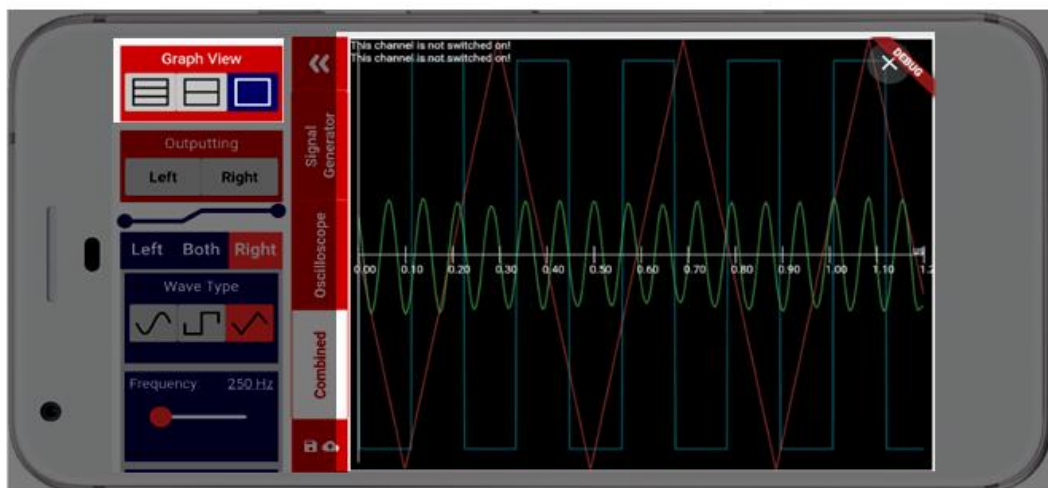 Graph View
Outputting
Left Right
Left Both Right
Wave Type
Frequency: 250 Hz
Signal
Generator
Oscilloscope
Combined
This channel is not switched on!
This channel is not switched on!
DEBUG
0.00 0.10 0.20 0.30 0.40 0.50 0.60 0.70 0.80 0.90 1.00 1.10 1.2